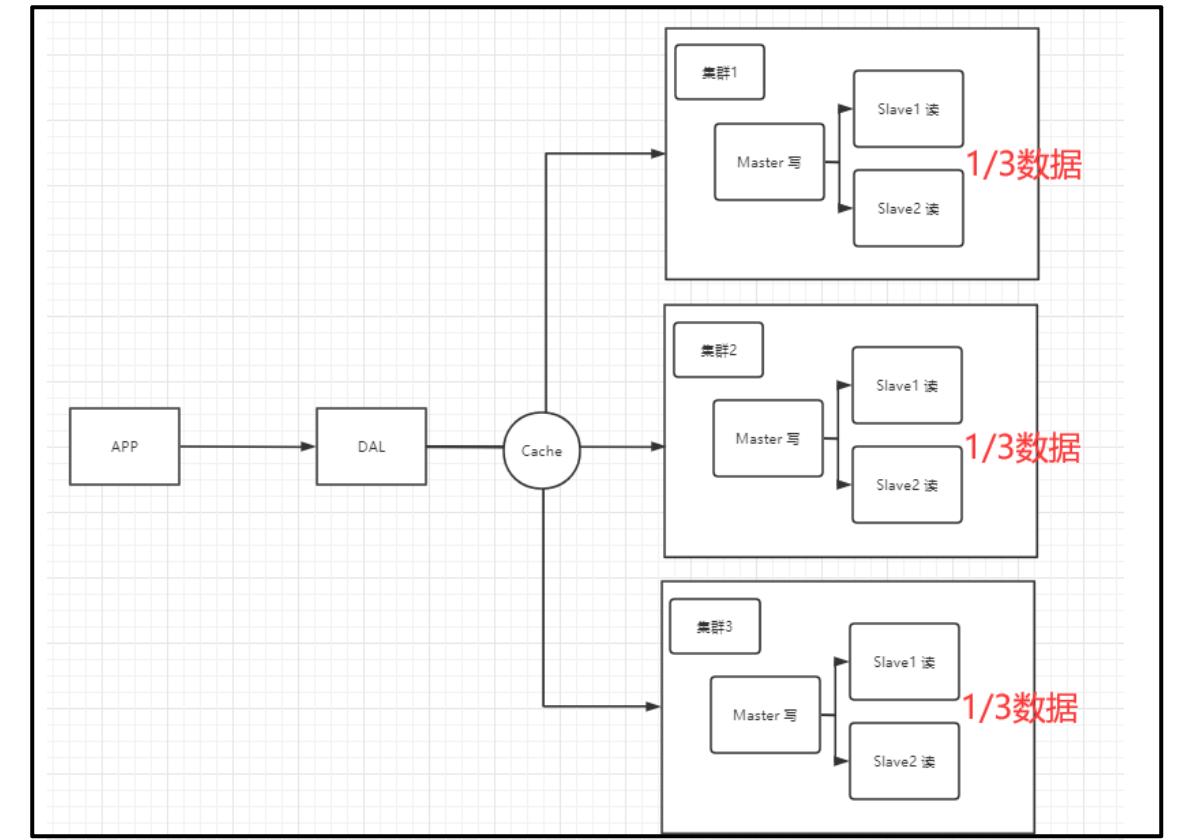 集群1
Slave1 读
Master 写
1/3数据
Slave2 读
集群2
Slave1 读
APP
DAL
Cache
Master 写
1/3数据
Slave2 读
集群3
Slave1 读
Master 写
1/3数据
Slave2 读